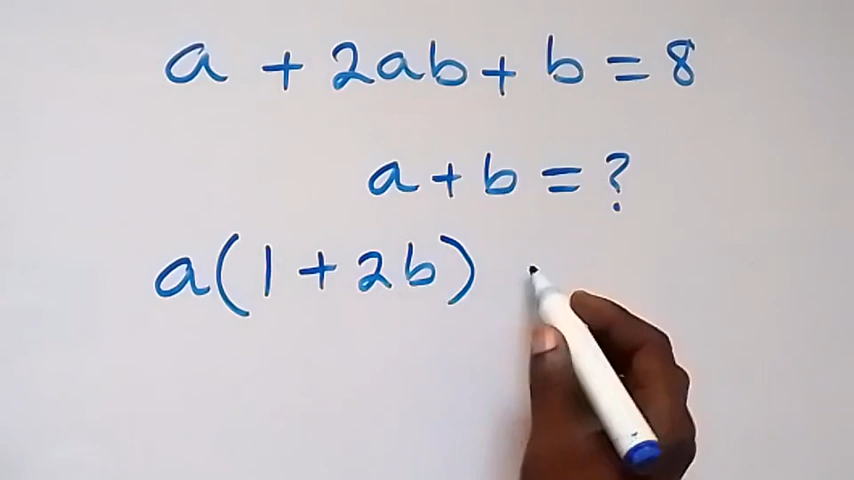 a + 2ab + b = 8
a + b = ?
a(1 + 2b)